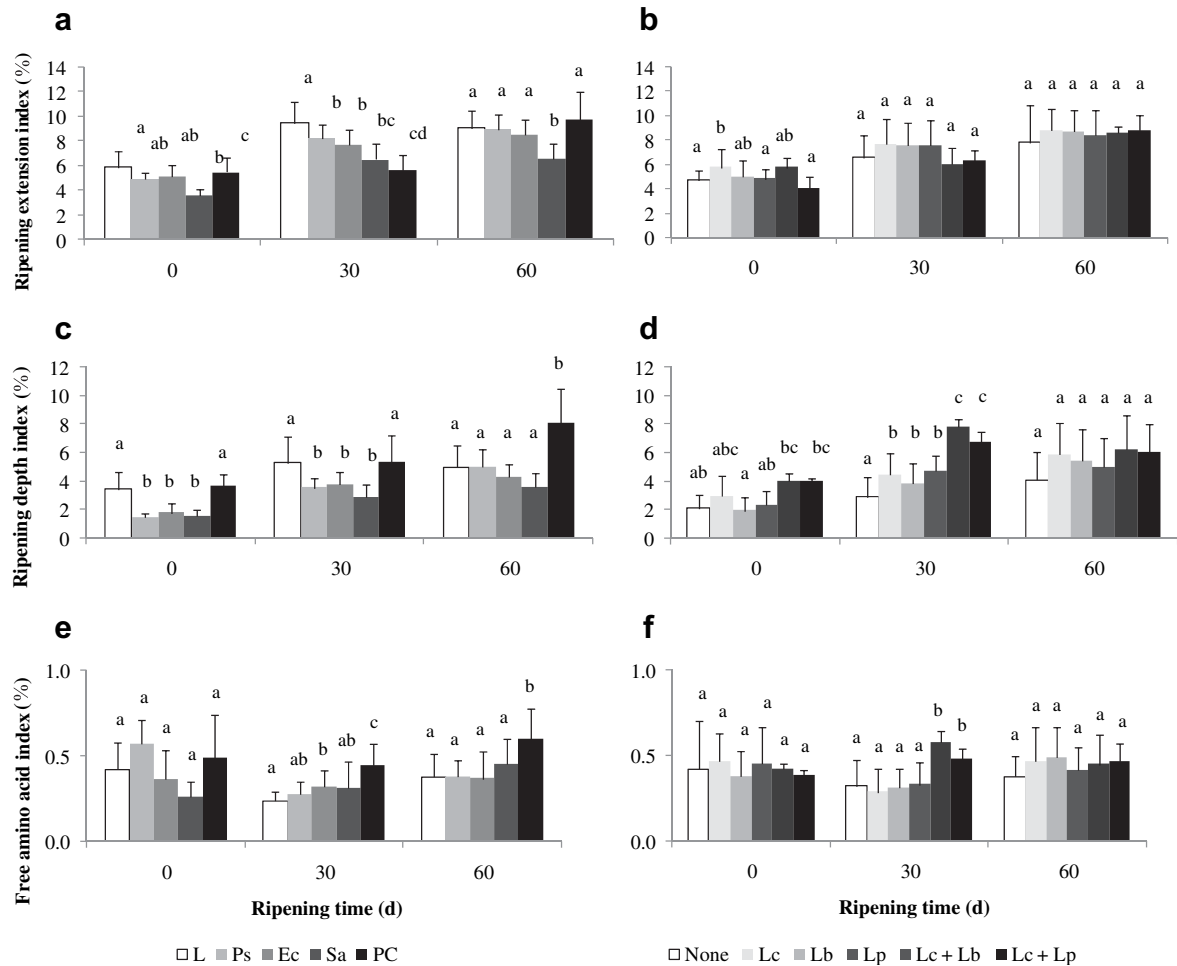 a
b
Ripening extension index (%)
14
12
10
8
6
4
2
0
a
ab
ab
b
c
a
b
b
bc
cd
a
a
a
b
a
0
30
60
14
12
10
8
6
4
2
0
a
b
ab
a
ab
a
a
a
a
a
a
a
a
a
a
a
a
a
0
30
60
c
d
Ripening depth index (%)
12
10
8
6
4
2
0
a
b
b
b
a
a
b
b
b
a
a
a
a
a
b
0
30
60
12
10
8
6
4
2
0
ab
abc
a
ab
bc
bc
a
b
b
b
c
c
a
a
a
a
a
a
0
30
60
e
f
Free amino acid index (%)
1.0
0.5
0.0
a
a
a
a
a
a
ab
b
ab
c
a
a
a
a
b
0
30
60
Ripening time (d)
1.0
0.5
0.0
a
a
a
a
a
a
a
a
a
a
b
b
a
a
a
a
a
a
0
30
60
Ripening time (d)
L Ps Ec Sa PC
None Lc Lb Lp Lc + Lb Lc + Lp